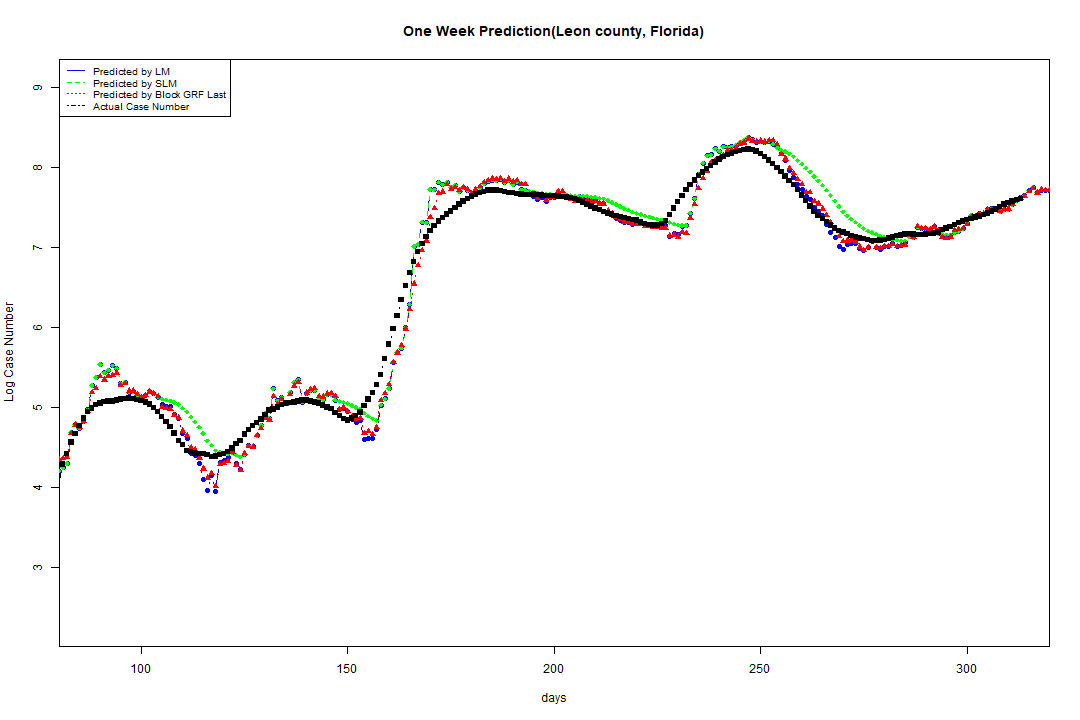 One Week Prediction(Leon county, Florida)
Predicted by LM
Predicted by SLM
Predicted by Block GRF Last
Actual Case Number
9
8
7
6
5
4
3
Log Case Number
100 150 200 250 300
days